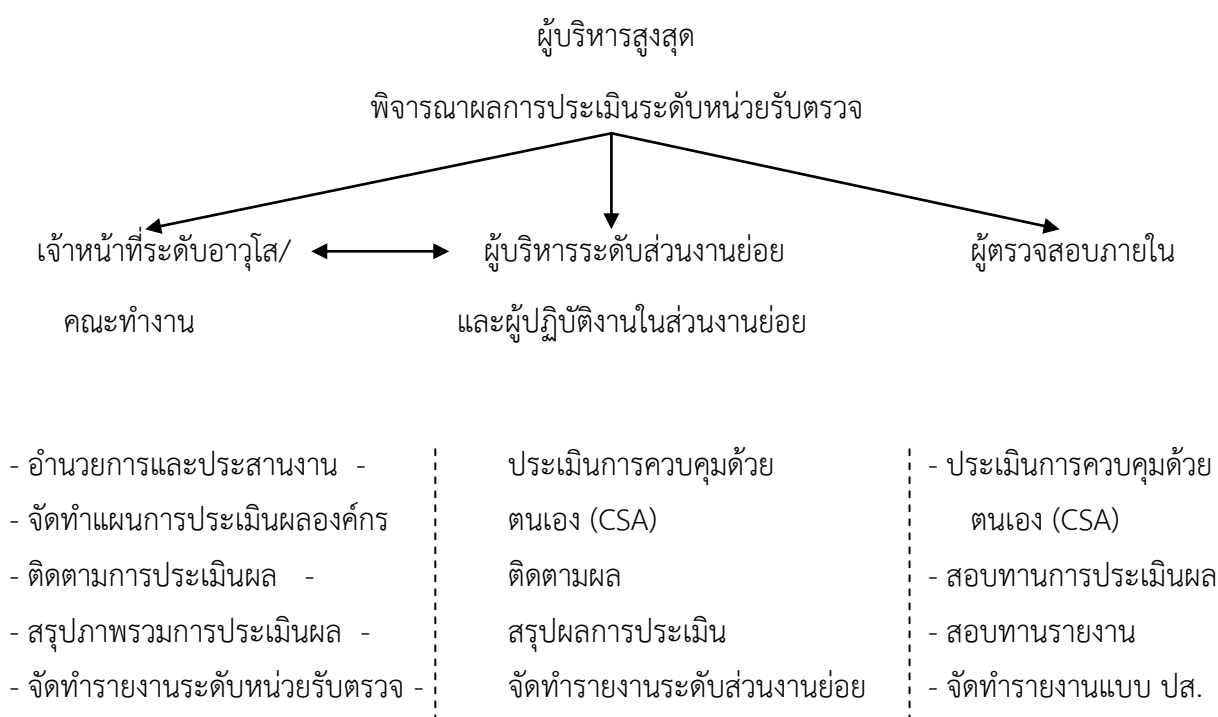 ผู้บริหารสูงสุด
พิจารณาผลการประเมินระดับหน่วยรับตรวจ
เจ้าหน้าที่ระดับอาวุโส/ ผู้บริหารระดับส่วนงานย่อย ผู้ตรวจสอบภายใน
คณะทำงาน และผู้ปฏิบัติงานในส่วนงานย่อย
- อำนวยการและประสานงาน - ประเมินการควบคุมด้วย - ประเมินการควบคุมด้วย
- จัดทำแผนการประเมินผลองค์กร ตนเอง (CSA) ตนเอง (CSA)
- ติดตามการประเมินผล - ติดตามผล - สอบทานการประเมินผล
- สรุปภาพรวมการประเมินผล - สรุปผลการประเมิน - สอบทานรายงาน
- จัดทำรายงานระดับหน่วยรับตรวจ - จัดทำรายงานระดับส่วนงานย่อย - จัดทำรายงานแบบ ปส.